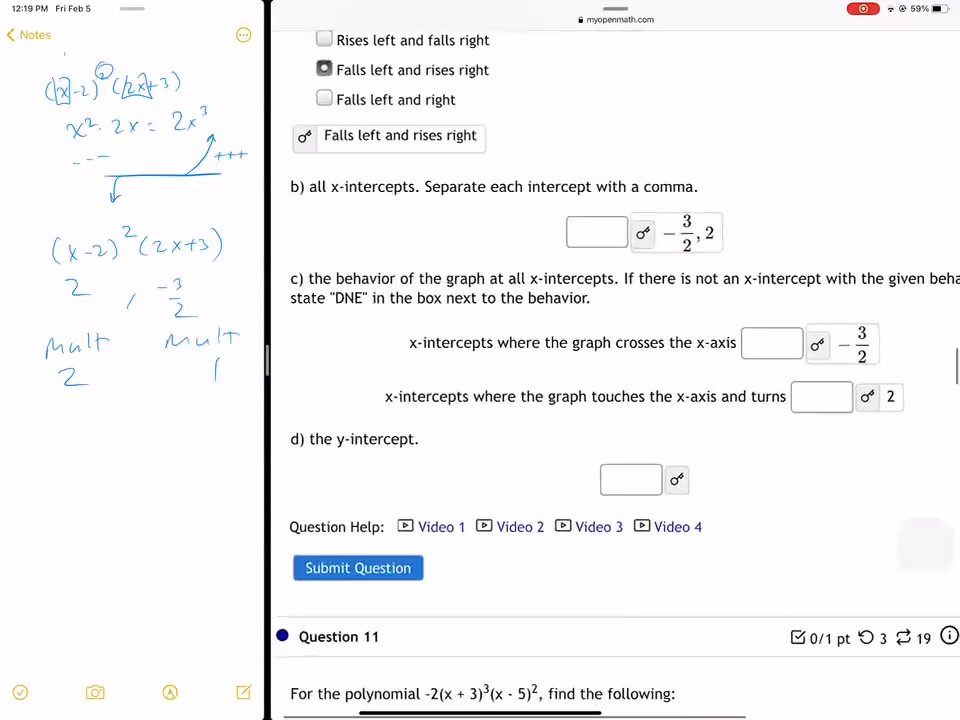 12:19 PM Fri Feb 5
myopenmath.com
59%
Notes
(x-2)² (2x+3)
x² · 2x = 2x³
---
+++
(x-2)² (2x+3)
2 , -3/2
mult mult
2 1
Rises left and falls right
Falls left and rises right
Falls left and right
Falls left and rises right
b) all x-intercepts. Separate each intercept with a comma.
-3/2, 2
c) the behavior of the graph at all x-intercepts. If there is not an x-intercept with the given beha
state "DNE" in the box next to the behavior.
x-intercepts where the graph crosses the x-axis
-3/2
x-intercepts where the graph touches the x-axis and turns
2
d) the y-intercept.
Question Help: Video 1 Video 2 Video 3 Video 4
Submit Question
Question 11
0/1 pt 3 19
For the polynomial -2(x + 3)³(x - 5)², find the following: